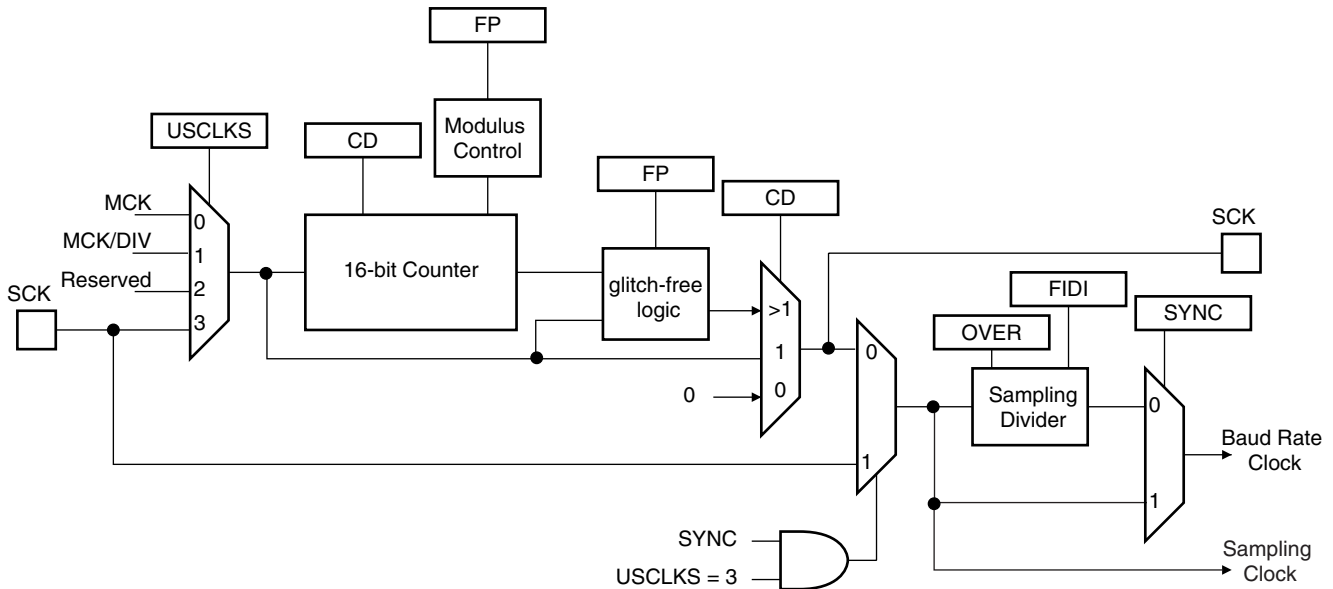 FP
USCLKS
CD
Modulus
Control
FP
CD
MCK
0
MCK/DIV
1
Reserved
2
SCK
3
16-bit Counter
glitch-free
logic
>1
1
0
0
SCK
FIDI
OVER
SYNC
0
1
Sampling
Divider
0
1
Baud Rate
Clock
SYNC
USCLKS = 3
Sampling
Clock